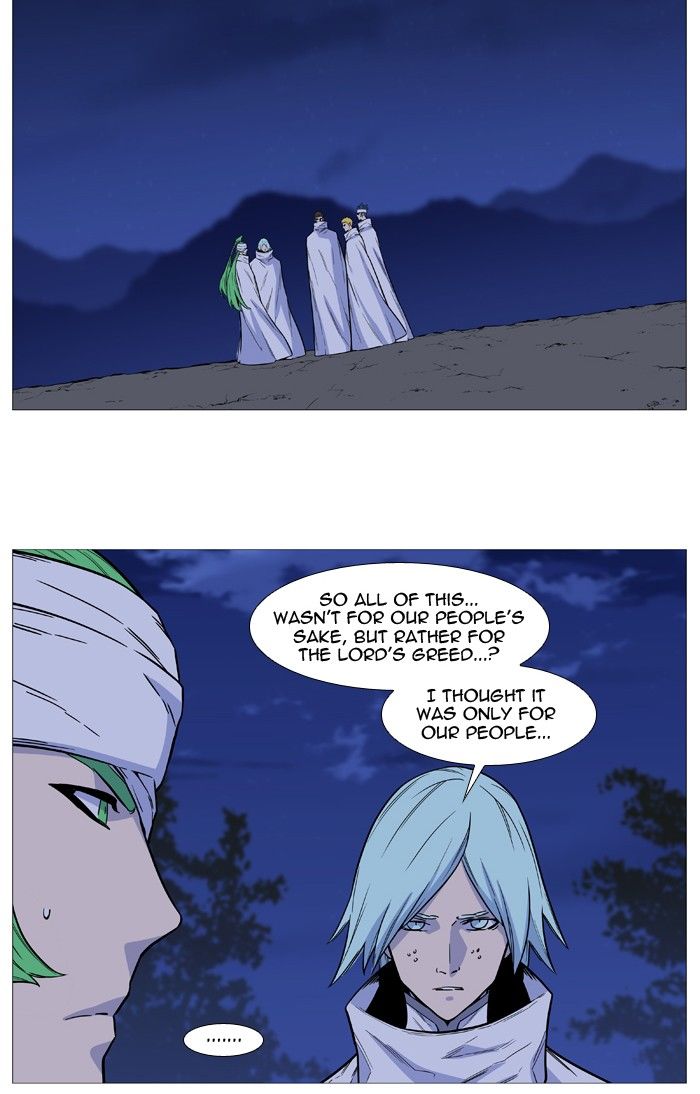 SO ALL OF THIS...
WASN'T FOR OUR PEOPLE'S
SAKE, BUT RATHER FOR
THE LORD'S GREED...?
I THOUGHT IT
WAS ONLY FOR
OUR PEOPLE...
.......